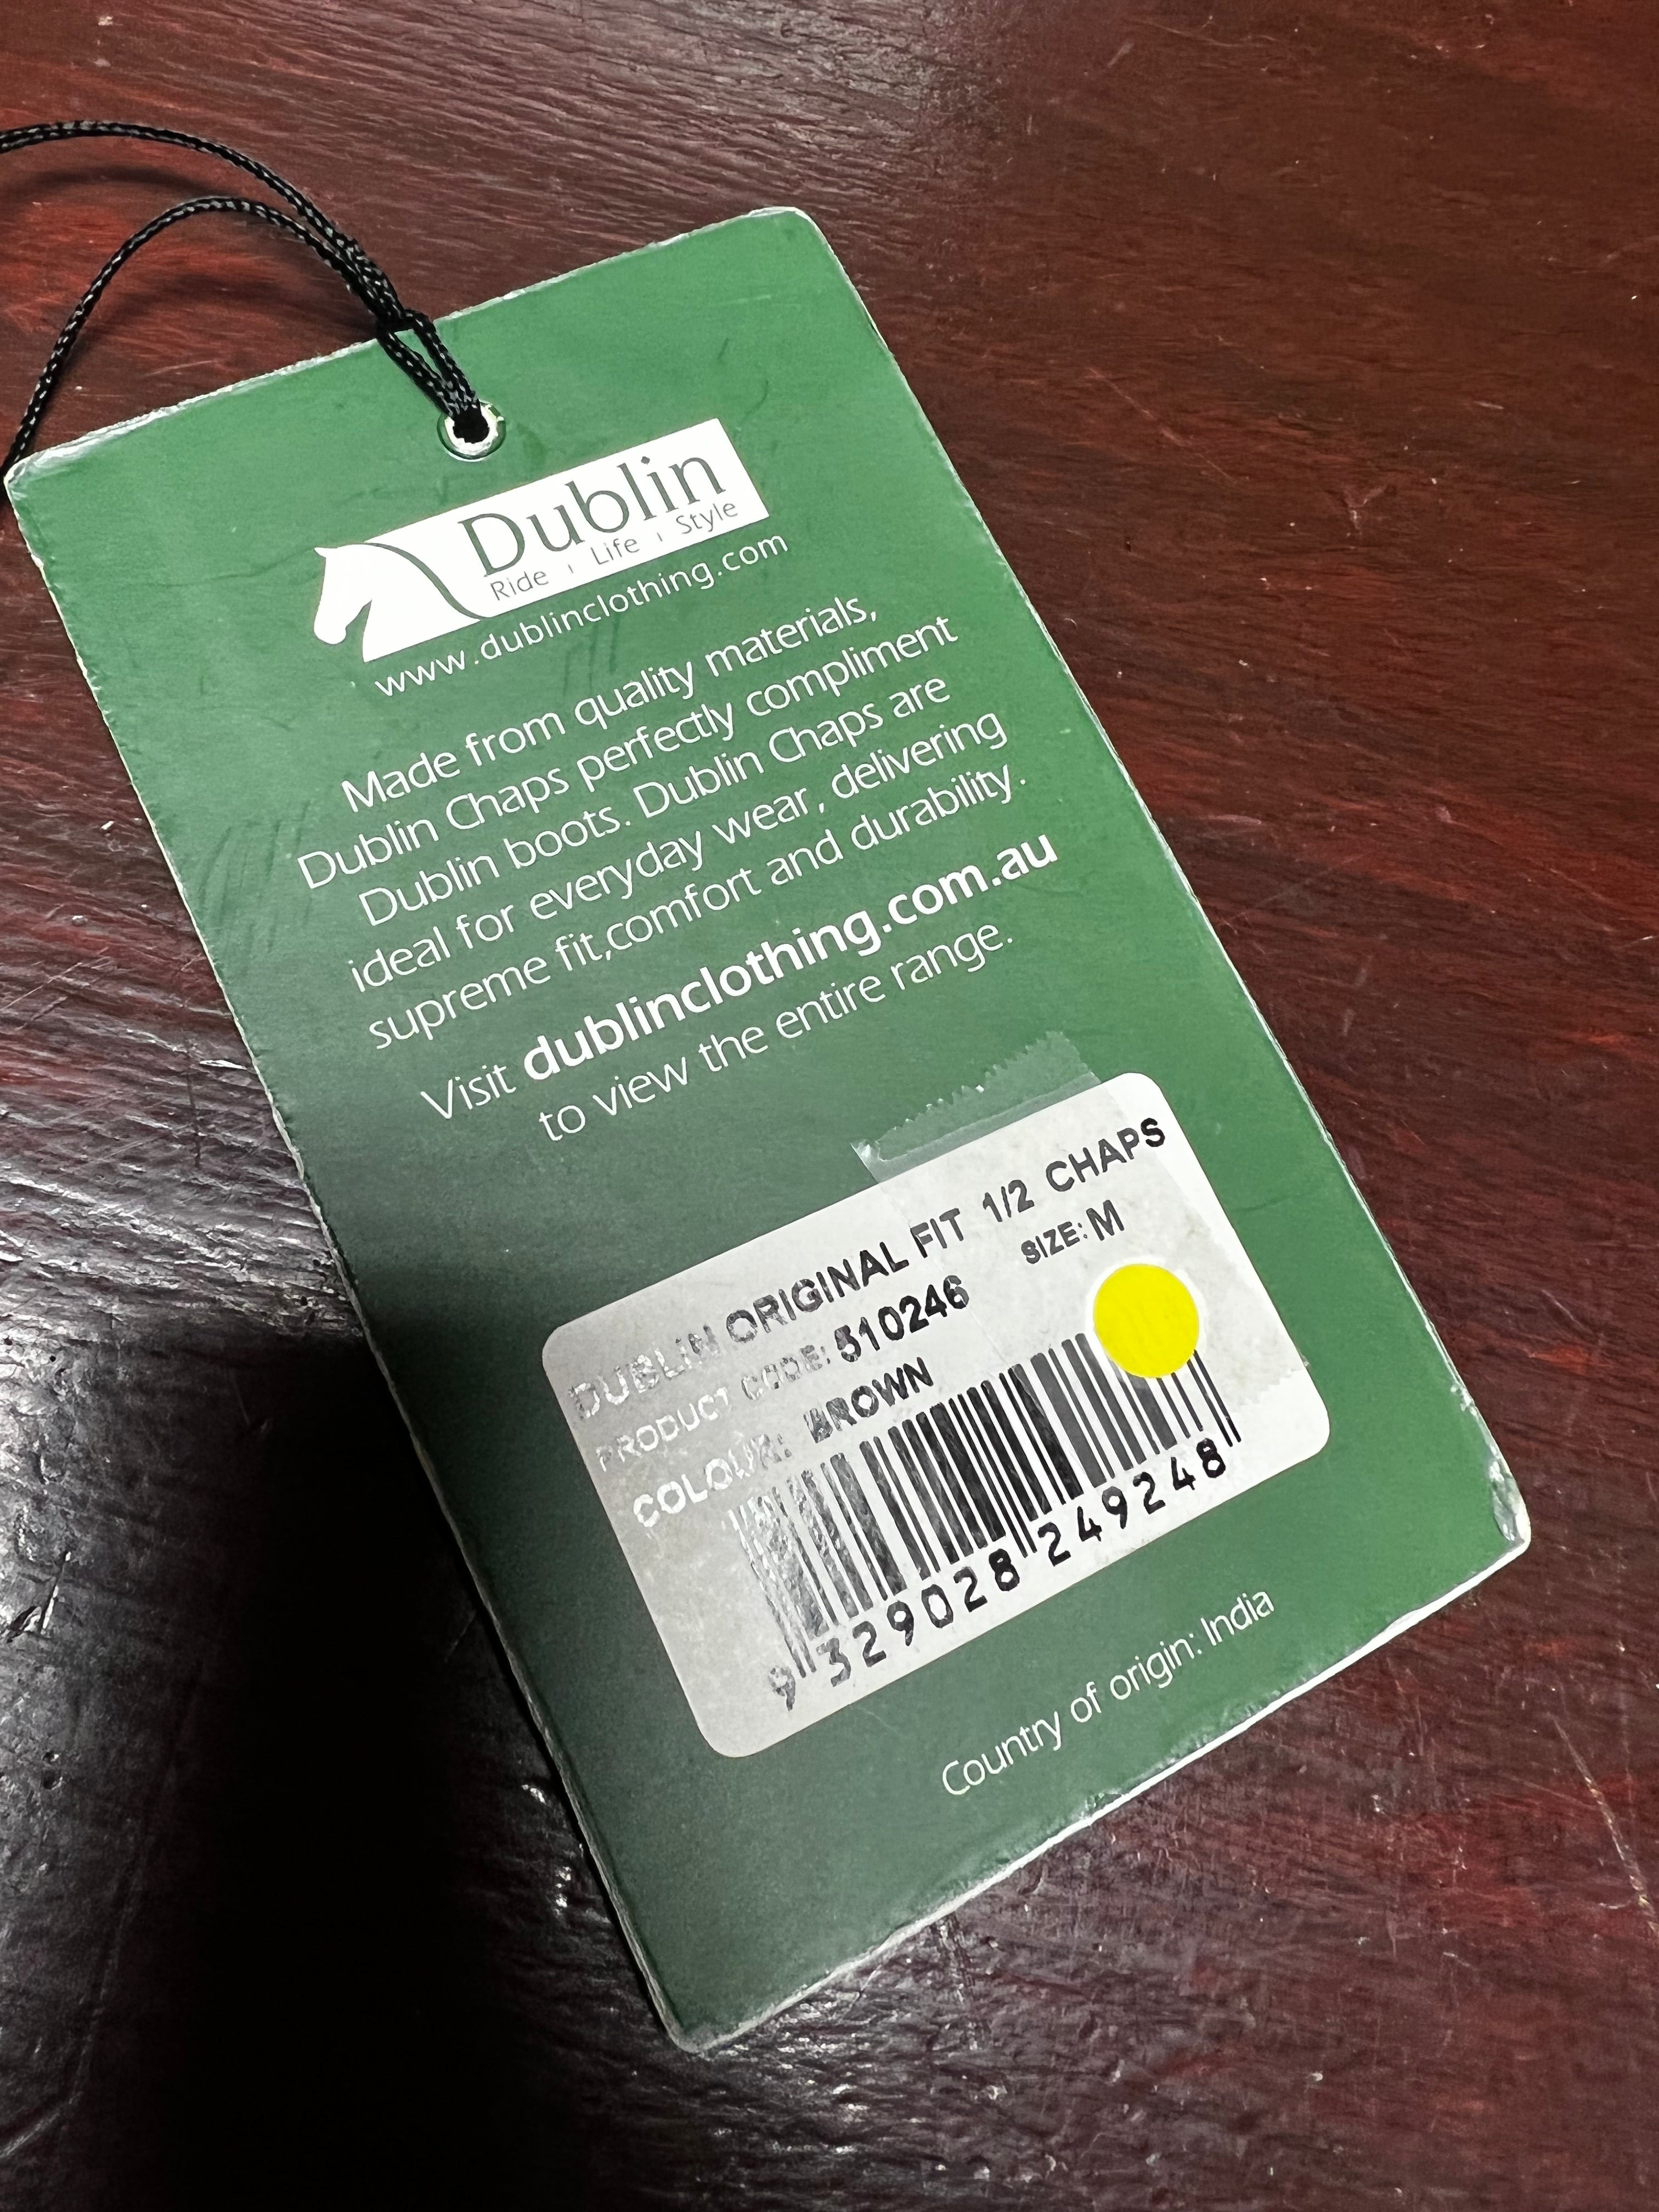 Dublin
Ride | Life | Style
www.dublinclothing.com
Made from quality materials,
Dublin Chaps perfectly compliment
Dublin boots. Dublin Chaps are
ideal for everyday wear, delivering
supreme fit,comfort and durability.
Visit dublinclothing.com.au
to view the entire range.
DUBLIN ORIGINAL FIT 1/2 CHAPS
PRODUCT CODE: 510246 SIZE: M
COLOUR: BROWN
9 329028 249248
Country of origin: India